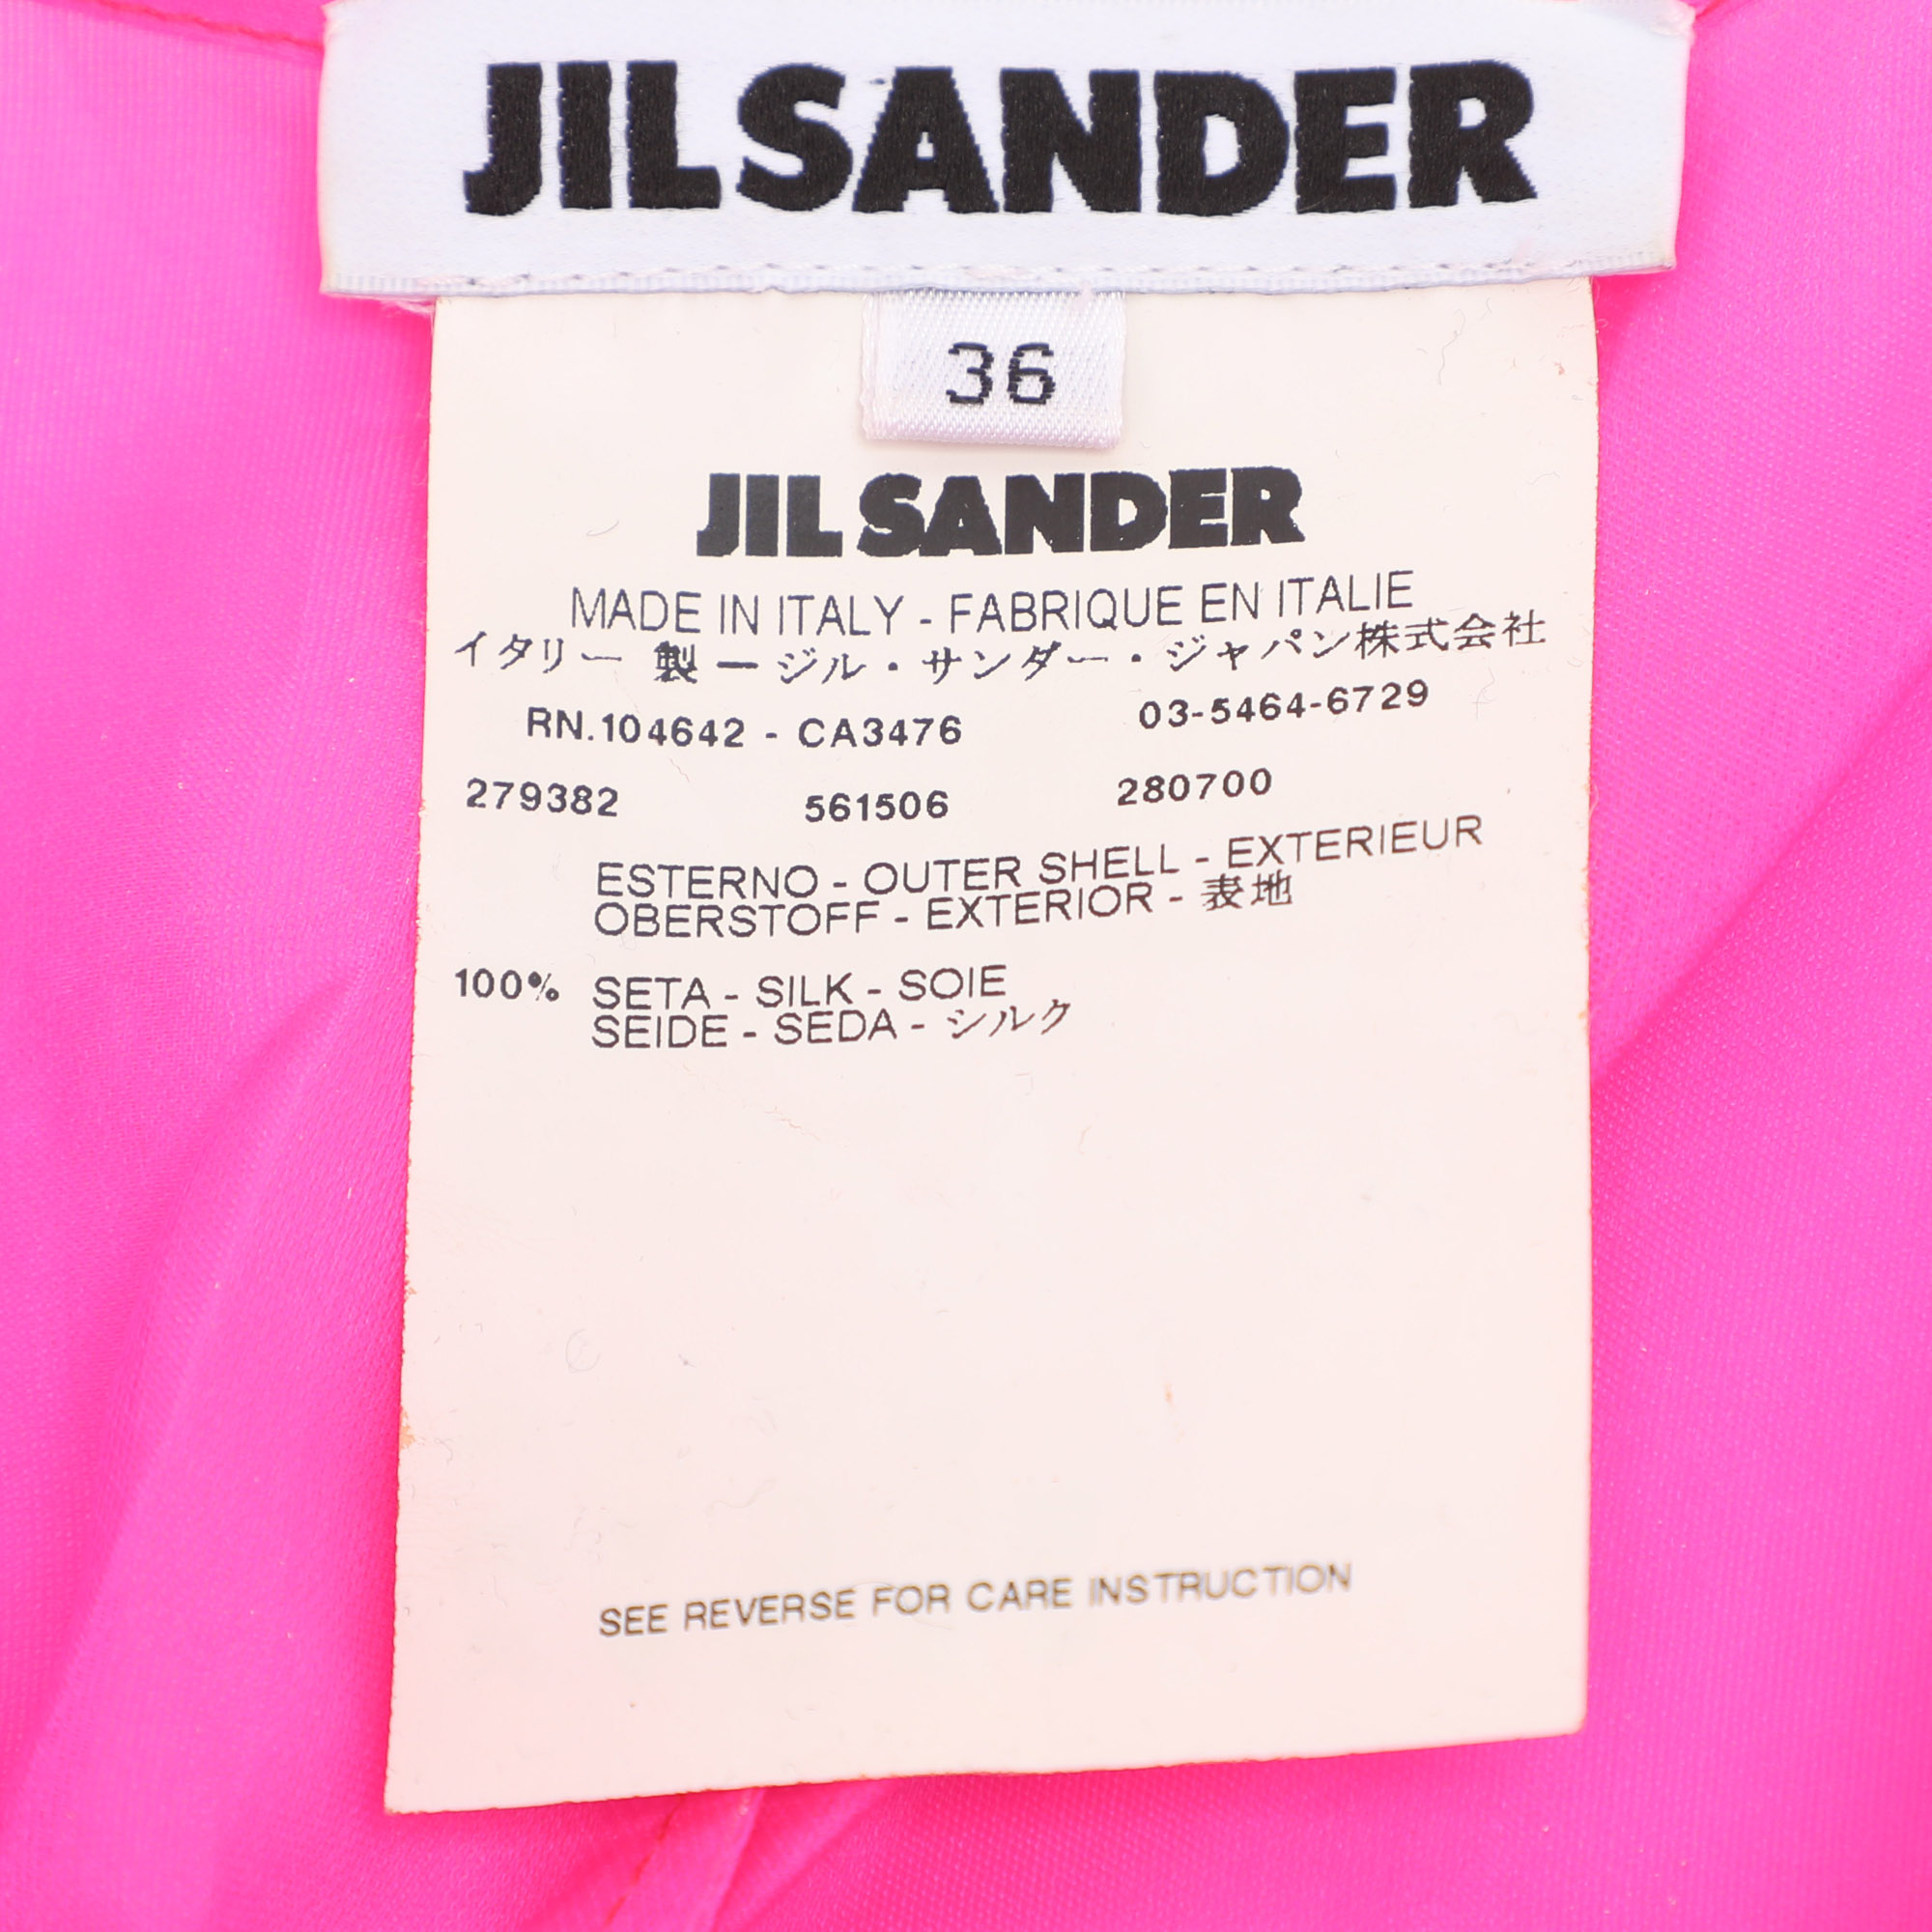 JIL SANDER
36
JIL SANDER
MADE IN ITALY - FABRIQUE EN ITALIE
イタリー 製 ー ジル・サンダー・ジャパン株式会社
RN.104642 - CA3476 03-5464-6729
279382 561506 280700
ESTERNO - OUTER SHELL - EXTERIEUR
OBERSTOFF - EXTERIOR - 表地
100% SETA - SILK - SOIE
SEIDE - SEDA - シルク
SEE REVERSE FOR CARE INSTRUCTION